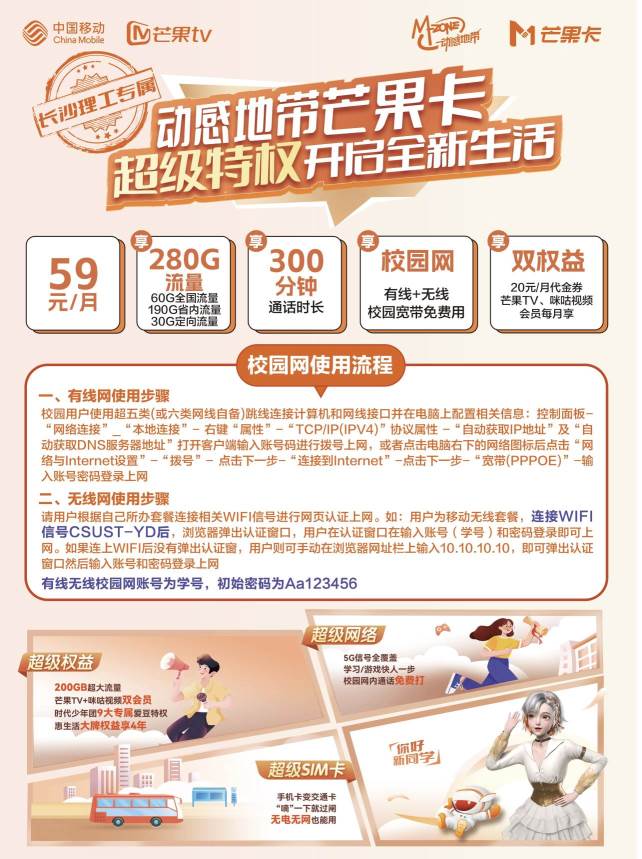 中国移动
China Mobile
芒果tv
M-ZONE
动感地带
芒果卡
长沙理工专属
动感地带芒果卡
超级特权开启全新生活
59
元/月
享
280G
流量
60G全国流量
190G省内流量
30G定向流量
享
300
分钟
通话时长
享
校园网
有线+无线
校园宽带免费用
享
双权益
20元/月代金券
芒果TV、咪咕视频
会员每月享
校园网使用流程
一、有线网使用步骤
校园用户使用超五类(或六类网线自备)跳线连接计算机和网线接口并在电脑上配置相关信息：控制面板-
“网络连接”_“本地连接”- 右键“属性”-“TCP/IP(IPV4)”协议属性 -“自动获取IP地址”及“自
动获取DNS服务器地址”打开客户端输入账号码进行拨号上网，或者点击电脑右下的网络图标后点击“网
络与Internet设置”-“拨号”- 点击下一步-“连接到Internet”-点击下一步-“宽带(PPPOE)”-输
入账号密码登录上网
二、无线网使用步骤
请用户根据自己所办套餐连接相关WIFI信号进行网页认证上网。如：用户为移动无线套餐，连接WIFI
信号CSUST-YD后，浏览器弹出认证窗口，用户在认证窗口在输入账号（学号）和密码登录即可上
网。如果连上WIFI后没有弹出认证窗，用户则可手动在浏览器网址栏上输入10.10.10.10，即可弹出认证
窗口然后输入账号和密码登录上网
有线无线校园网账号为学号，初始密码为Aa123456
超级权益
200GB超大流量
芒果TV+咪咕视频双会员
时代少年团9大专属爱豆特权
惠生活大牌权益享4年
超级网络
5G信号全覆盖
学习/游戏快人一步
校园网内通话免费打
超级SIM卡
手机卡变交通卡
“嘀”一下就过闸
无电无网也能用
你好
新同学